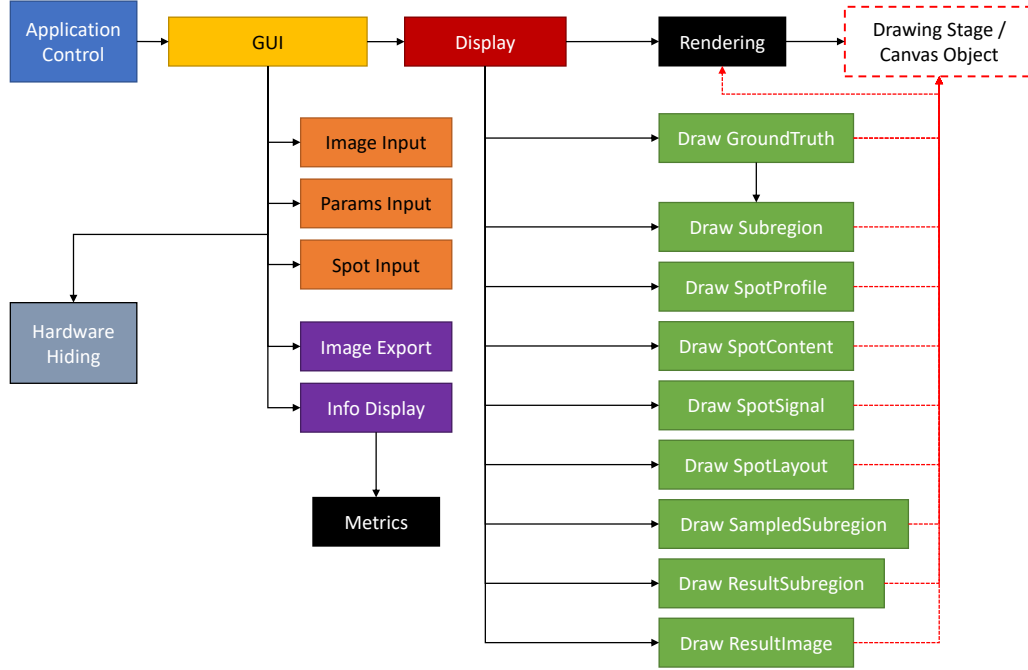 Application
Control
GUI
Display
Rendering
Drawing Stage /
Canvas Object
Image Input
Params Input
Spot Input
Hardware
Hiding
Image Export
Info Display
Metrics
Draw GroundTruth
Draw Subregion
Draw SpotProfile
Draw SpotContent
Draw SpotSignal
Draw SpotLayout
Draw SampledSubregion
Draw ResultSubregion
Draw ResultImage